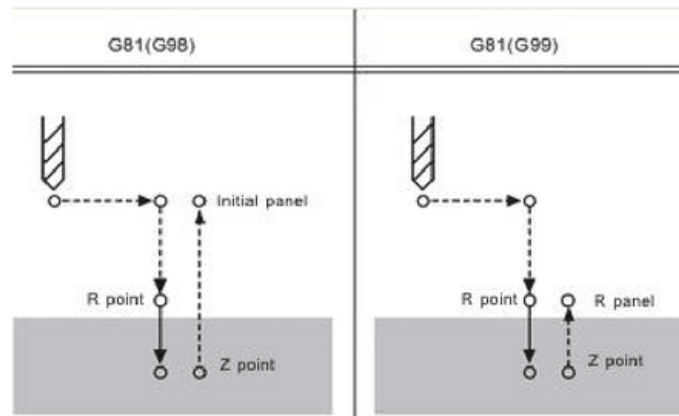 G81(G98)
G81(G99)
Initial panel
R point
Z point
R point
R panel
Z point